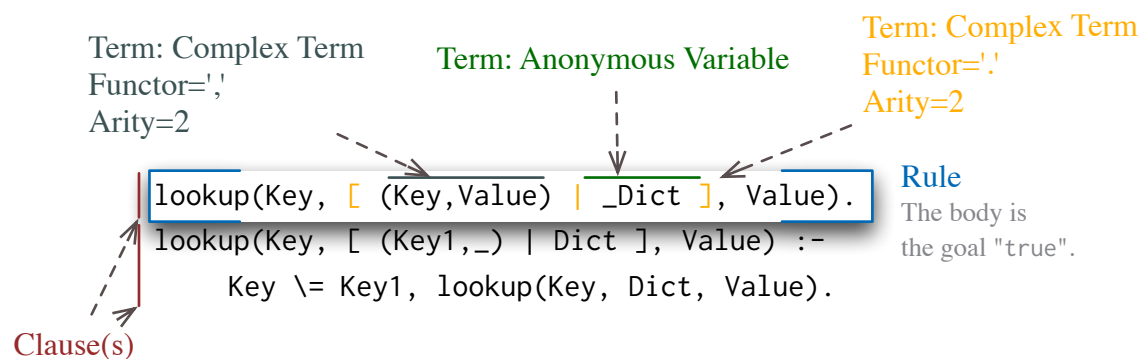 Term: Complex Term
Functor=','
Arity=2
Term: Anonymous Variable
Term: Complex Term
Functor='.'
Arity=2
lookup(Key, [ (Key,Value) | _Dict ], Value).
lookup(Key, [ (Key1,_) | Dict ], Value) :-
Key \= Key1, lookup(Key, Dict, Value).
Rule
The body is
the goal "true".
Clause(s)